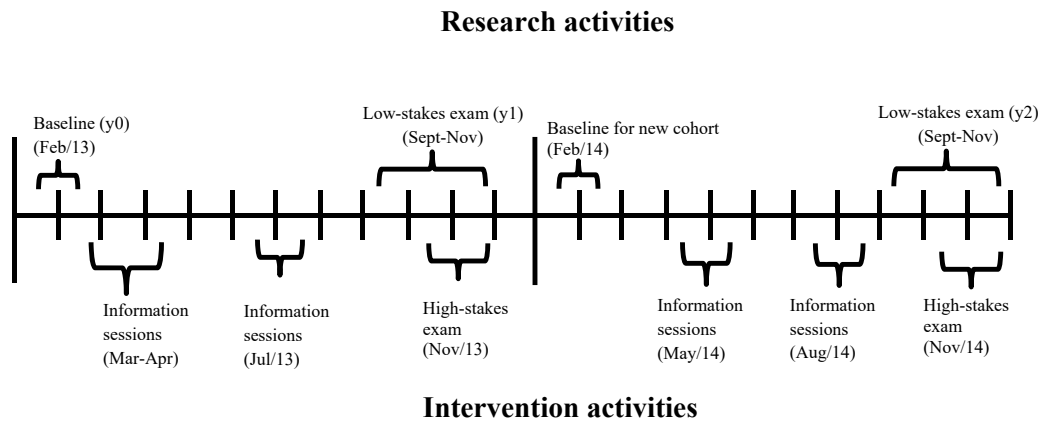 Research activities
Baseline (y0)
(Feb/13)
Low-stakes exam (y1)
(Sept-Nov)
Baseline for new cohort
(Feb/14)
Low-stakes exam (y2)
(Sept-Nov)
Information
sessions
(Mar-Apr)
Information
sessions
(Jul/13)
High-stakes
exam
(Nov/13)
Information
sessions
(May/14)
Information
sessions
(Aug/14)
High-stakes
exam
(Nov/14)
Intervention activities